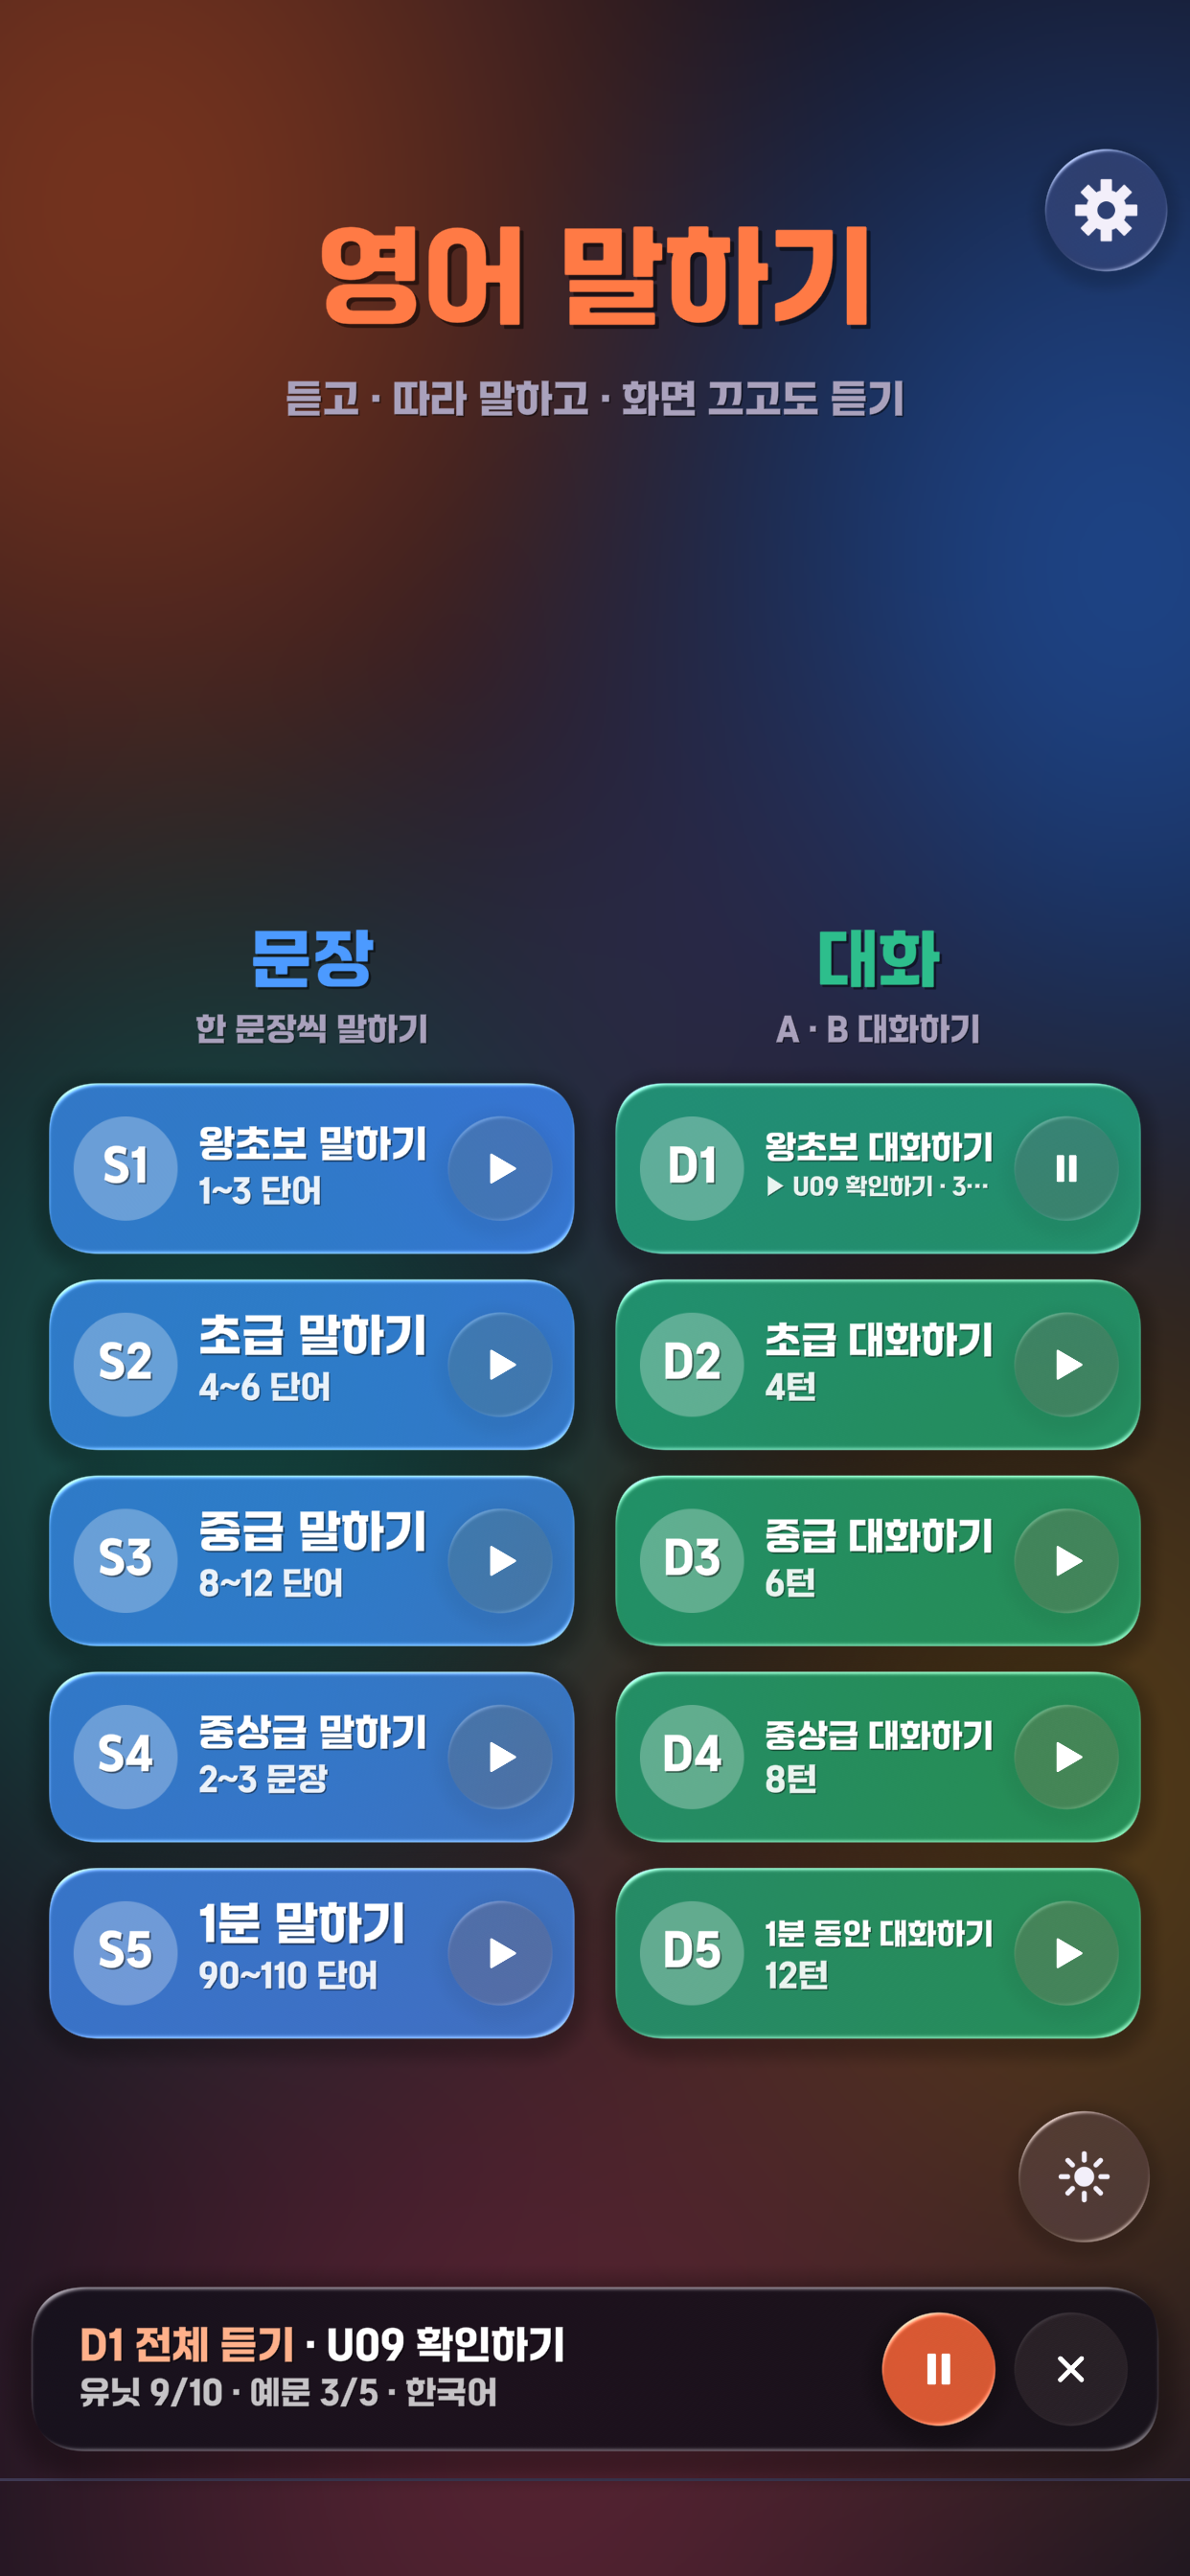 영어 말하기
듣고 · 따라 말하고 · 화면 끄고도 듣기
문장
한 문장씩 말하기
S1
왕초보 말하기
1~3 단어
S2
초급 말하기
4~6 단어
S3
중급 말하기
8~12 단어
S4
중상급 말하기
2~3 문장
S5
1분 말하기
90~110 단어
대화
A · B 대화하기
D1
왕초보 대화하기
▶ U09 확인하기 · 3···
D2
초급 대화하기
4턴
D3
중급 대화하기
6턴
D4
중상급 대화하기
8턴
D5
1분 동안 대화하기
12턴
D1 전체 듣기 · U09 확인하기
유닛 9/10 · 예문 3/5 · 한국어